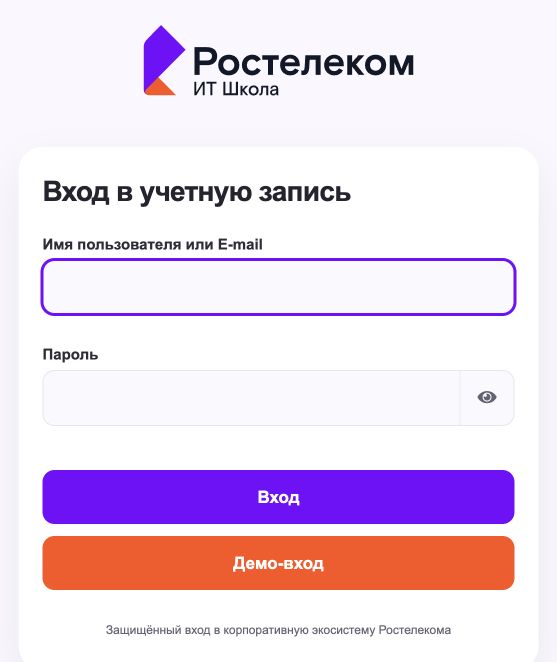 Ростелеком
ИТ Школа
Вход в учетную запись
Имя пользователя или E-mail
Пароль
Вход
Демо-вход
Защищённый вход в корпоративную экосистему Ростелекома